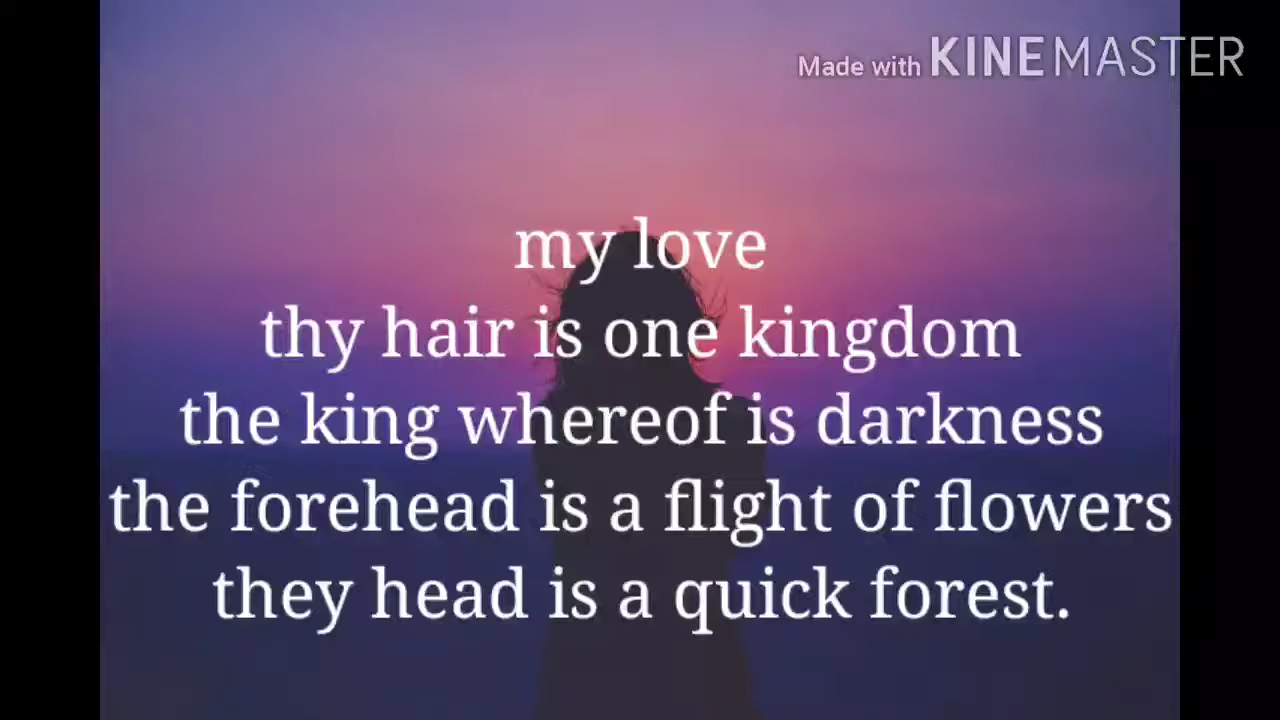 Made with KINEMASTER
my love
thy hair is one kingdom
the king whereof is darkness
the forehead is a flight of flowers
they head is a quick forest.